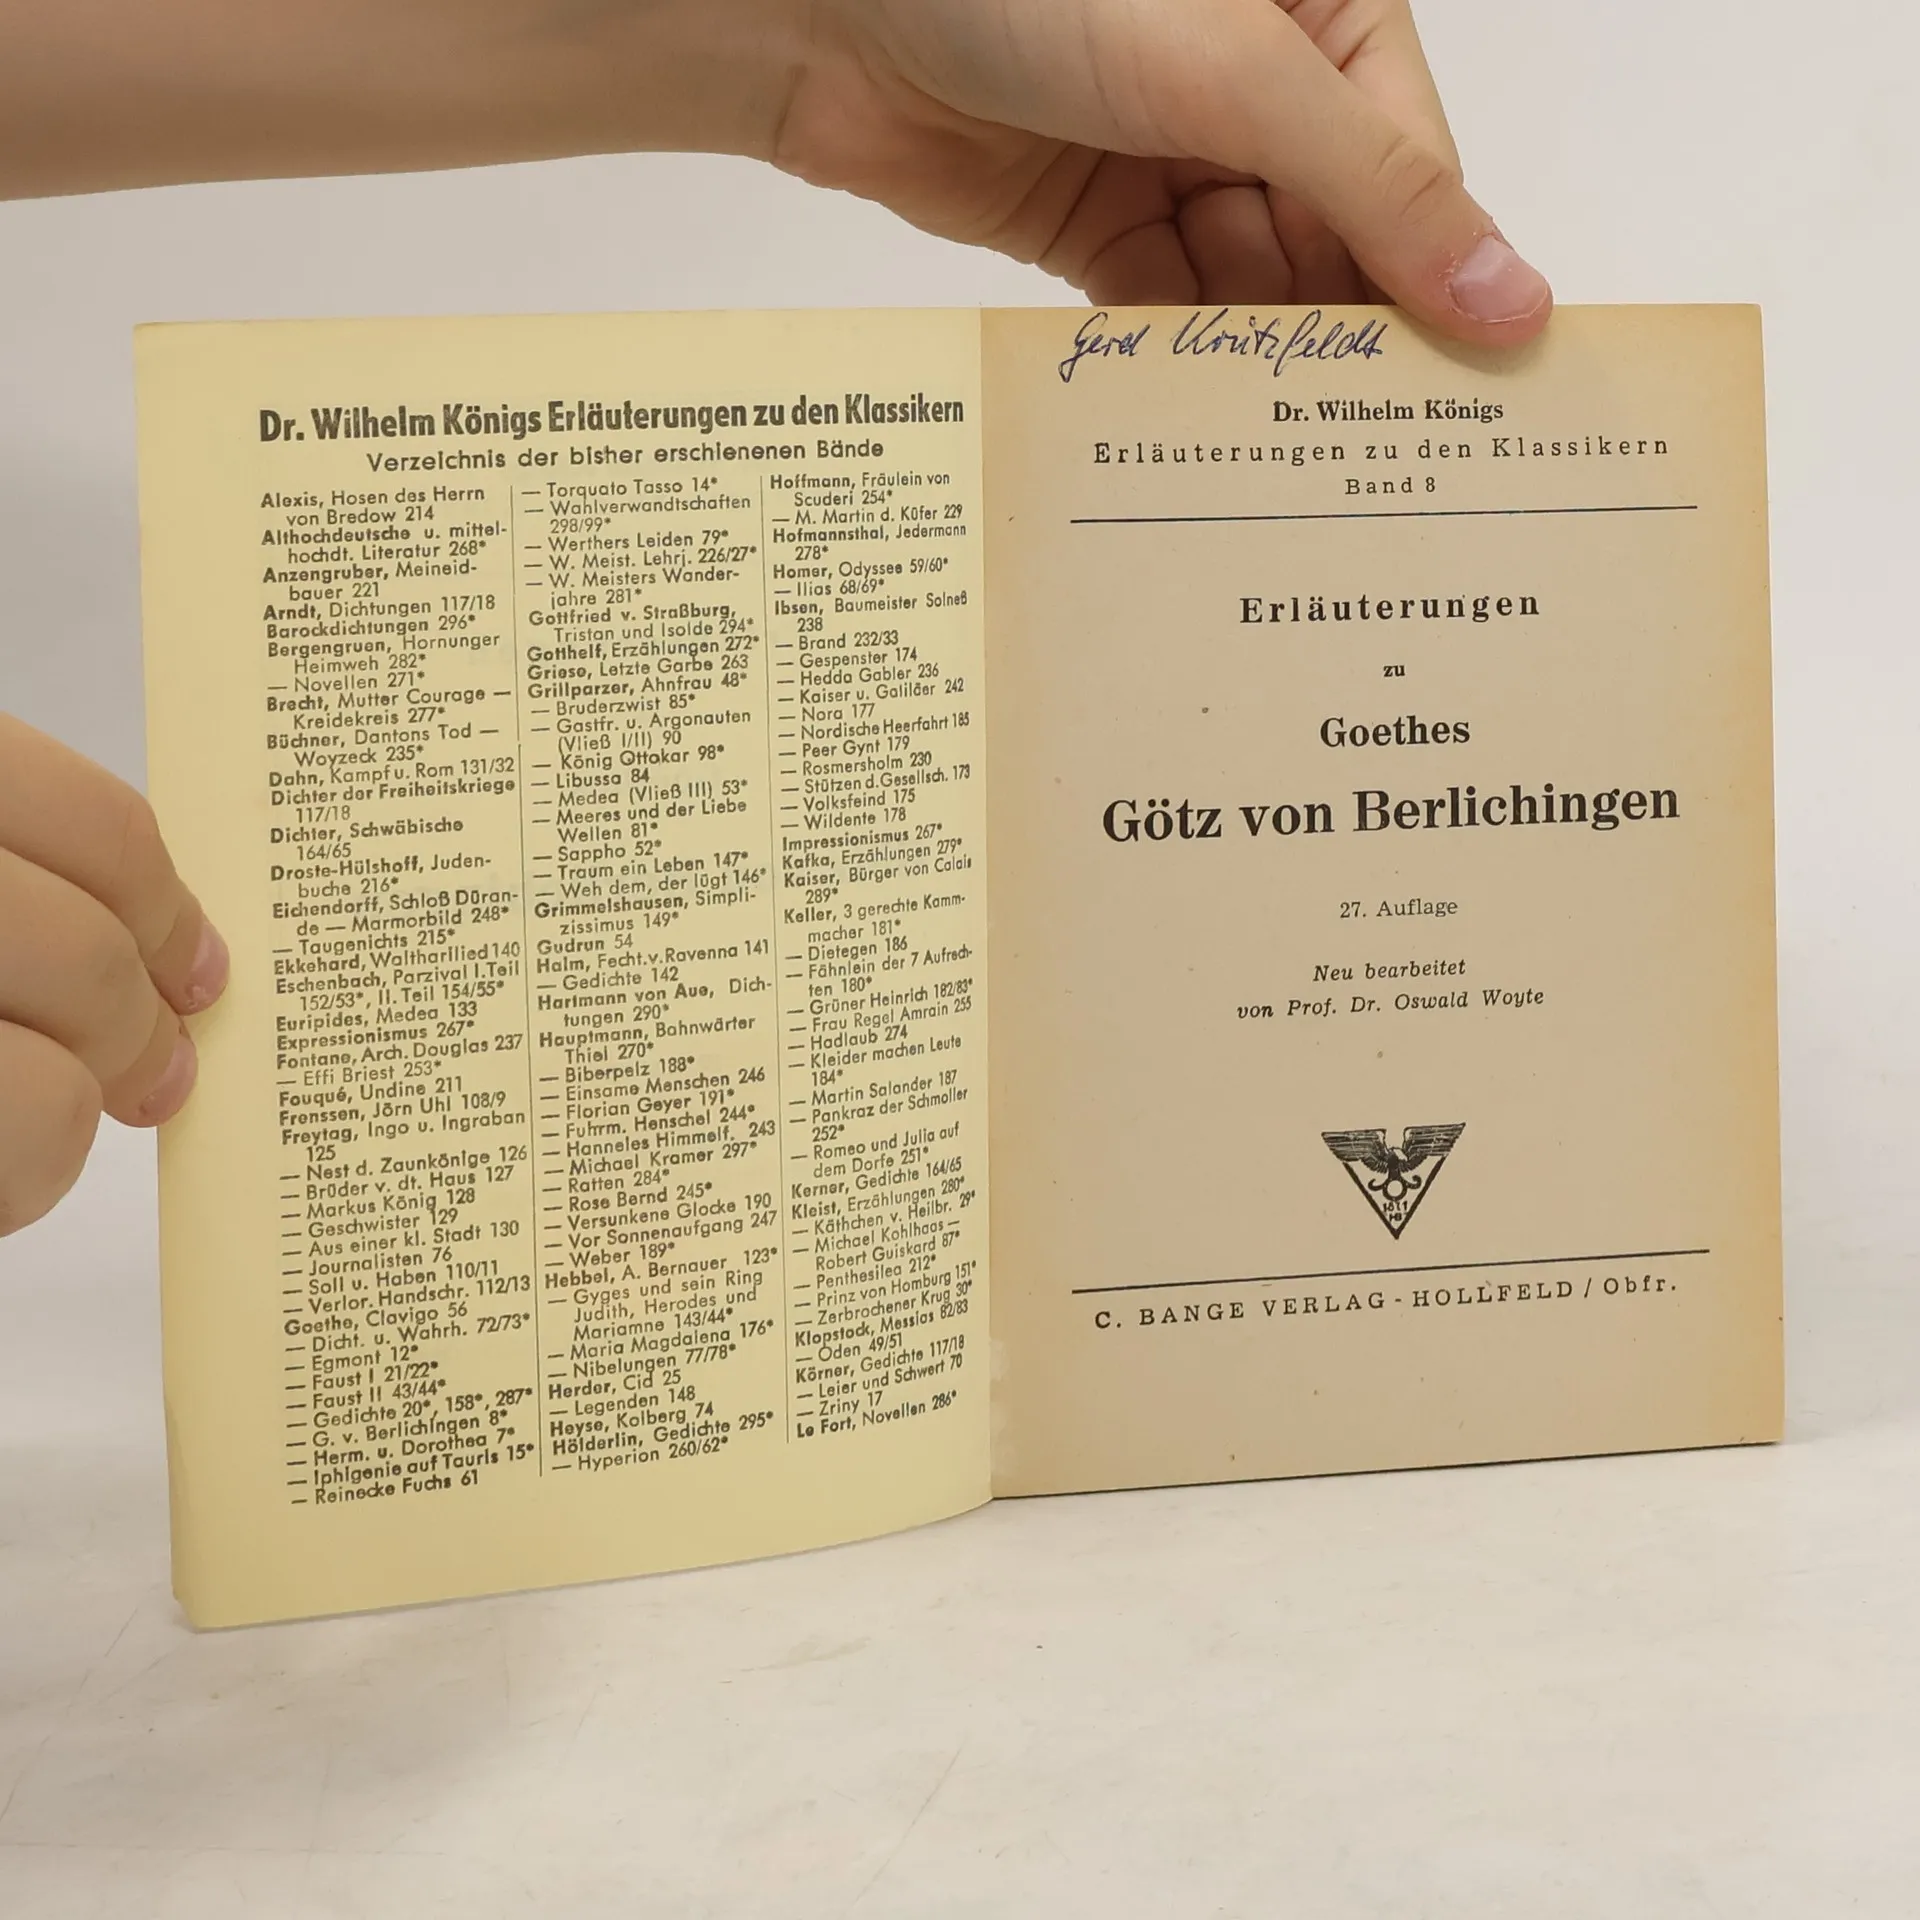 Dr. Wilhelm Königs Erläuterungen zu den Klassikern
Verzeichnis der bisher erschienenen Bände
Alexis, Hosen des Herrn
von Bredow 214
Althochdeutsche u. mittel-
hochdt. Literatur 268*
Anzengruber, Meineid-
bauer 221
Arndt, Dichtungen 117/18
Barockdichtungen 296*
Bergengruen, Hornunger
Heimweh 282*
— Novellen 271*
Brecht, Mutter Courage —
Kreidekreis 277*
Büchner, Dantons Tod —
Woyzeck 235*
Dahn, Kampf u. Rom 131/32
Dichter der Freiheitskriege
117/18
Dichter, Schwäbische
164/65
Droste-Hülshoff, Juden-
buche 216*
Eichendorff, Schloß Düran-
de — Marmorbild 248*
— Taugenichts 215*
Ekkehard, Waltharilied 140
Eschenbach, Parzival I.Teil
152/53*, II. Teil 154/55*
Euripides, Medea 133
Expressionismus 267*
Fontane, Arch. Douglas 237
— Effi Briest 253*
Fouqué, Undine 211
Frenssen, Jörn Uhl 108/9
Freytag, Ingo u. Ingraban
125
— Nest d. Zaunkönige 126
— Brüder v. dt. Haus 127
— Markus König 128
— Geschwister 129
— Aus einer kl. Stadt 130
— Journalisten 76
— Soll u. Haben 110/11
— Verlor. Handschr. 112/13
Goethe, Clavigo 56
— Dicht. u. Wahrh. 72/73*
— Egmont 12*
— Faust I 21/22*
— Faust II 43/44*
— Gedichte 20*, 158*, 287*
— G. v. Berlichingen 8*
— Herm. u. Dorothea 7*
— Iphigenie auf Tauris 15*
— Reinecke Fuchs 61
— Torquato Tasso 14*
— Wahlverwandtschaften
298/99*
— Werthers Leiden 79*
— W. Meist. Lehrj. 226/27*
— W. Meisters Wander-
jahre 281*
Gottfried v. Straßburg,
Tristan und Isolde 294*
Gotthelf, Erzählungen 272*
Griese, Letzte Garbe 263
Grillparzer, Ahnfrau 48*
— Bruderzwist 85*
— Gastfr. u. Argonauten
(Vließ I/II) 90
— König Ottokar 98*
— Libussa 84
— Medea (Vließ III) 53*
— Meeres und der Liebe
Wellen 81*
— Sappho 52*
— Traum ein Leben 147*
— Weh dem, der lügt 146*
Grimmelshausen, Simpli-
zissimus 149*
Gudrun 54
Halm, Fecht.v.Ravenna 141
— Gedichte 142
Hartmann von Aue, Dich-
tungen 290*
Hauptmann, Bahnwärter
Thiel 270*
— Biberpelz 188*
— Einsame Menschen 246
— Florian Geyer 191*
— Fuhrm. Henschel 244*
— Hanneles Himmelf. 243
— Michael Kramer 297*
— Ratten 284*
— Rose Bernd 245*
— Versunkene Glocke 190
— Vor Sonnenaufgang 247
— Weber 189*
Hebbel, A. Bernauer 123*
— Gyges und sein Ring
Judith, Herodes und
Mariamne 143/44*
— Maria Magdalena 176*
— Nibelungen 77/78*
Herder, Cid 25
— Legenden 148
Heyse, Kolberg 74
Hölderlin, Gedichte 295*
— Hyperion 260/62*
Hoffmann, Fräulein von
Scuderi 254*
— M. Martin d. Küfer 229
Hofmannsthal, Jedermann
278*
Homer, Odyssee 59/60*
— Ilias 68/69*
Ibsen, Baumeister Solneß
238
— Brand 232/33
— Gespenster 174
— Hedda Gabler 236
— Kaiser u. Galiläer 242
— Nora 177
— Nordische Heerfahrt 185
— Peer Gynt 179
— Rosmersholm 230
— Stützen d.Gesellsch. 173
— Volksfeind 175
— Wildente 178
Impressionismus 267*
Kafka, Erzählungen 279*
Kaiser, Bürger von Calais
289*
Keller, 3 gerechte Kamm-
macher 181*
— Dietegen 186
— Fähnlein der 7 Aufrech-
ten 180*
— Grüner Heinrich 182/83*
— Frau Regel Amrain 255
— Hadlaub 274
— Kleider machen Leute
184*
— Martin Salander 187
— Pankraz der Schmoller
252*
— Romeo und Julia auf
dem Dorfe 251*
Kerner, Gedichte 164/65
Kleist, Erzählungen 280*
— Käthchen v. Heilbr. 29*
— Michael Kohlhaas —
Robert Guiskard 87*
— Penthesilea 212*
— Prinz von Homburg 151*
— Zerbrochener Krug 30*
Klopstock, Messias 82/83
— Oden 49/51
Körner, Gedichte 117/18
— Leier und Schwert 70
— Zriny 17
Le Fort, Novellen 286*
Gerd
Dr. Wilhelm Königs
Erläuterungen zu den Klassikern
Band 8
Erläuterungen
zu
Goethes
Götz von Berlichingen
27. Auflage
Neu bearbeitet
von Prof. Dr. Oswald Woyte
1871
HB
C. BANGE VERLAG - HOLLFELD / Obfr.